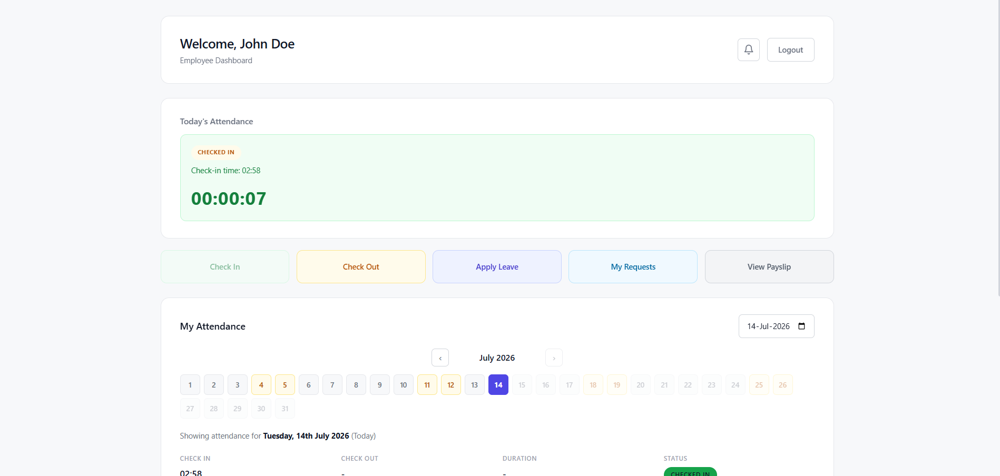 Welcome, John Doe
Employee Dashboard
Logout
Today's Attendance
CHECKED IN
Check-in time: 02:58
00:00:07
Check In
Check Out
Apply Leave
My Requests
View Payslip
My Attendance
14-Jul-2026
‹ July 2026 ›
1 2 3 4 5 6 7 8 9 10 11 12 13 14 15 16 17 18 19 20 21 22 23 24 25 26
27 28 29 30 31
Showing attendance for Tuesday, 14th July 2026 (Today)
CHECK IN CHECK OUT DURATION STATUS
02:58 - - CHECKED IN